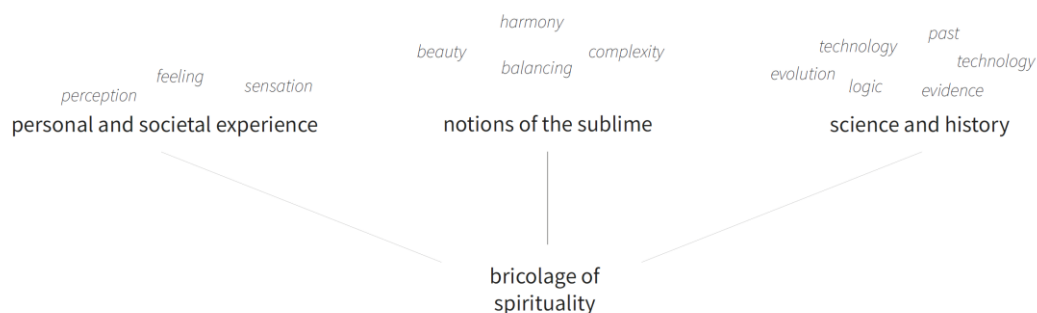 harmony
beauty
complexity
balancing
past
technology
technology
feeling
evolution
sensation
logic
evidence
perception
personal and societal experience
notions of the sublime
science and history
bricolage of
spirituality